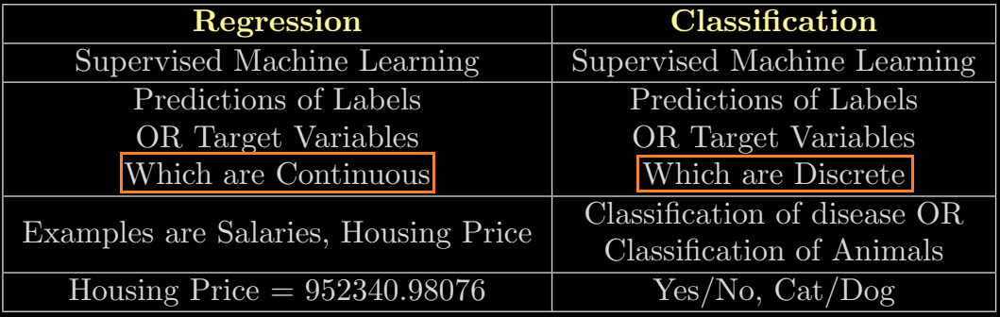 Regression
Classification
Supervised Machine Learning
Supervised Machine Learning
Predictions of Labels
OR Target Variables
Which are Continuous
Predictions of Labels
OR Target Variables
Which are Discrete
Examples are Salaries, Housing Price
Classification of disease OR
Classification of Animals
Housing Price = 952340.98076
Yes/No, Cat/Dog